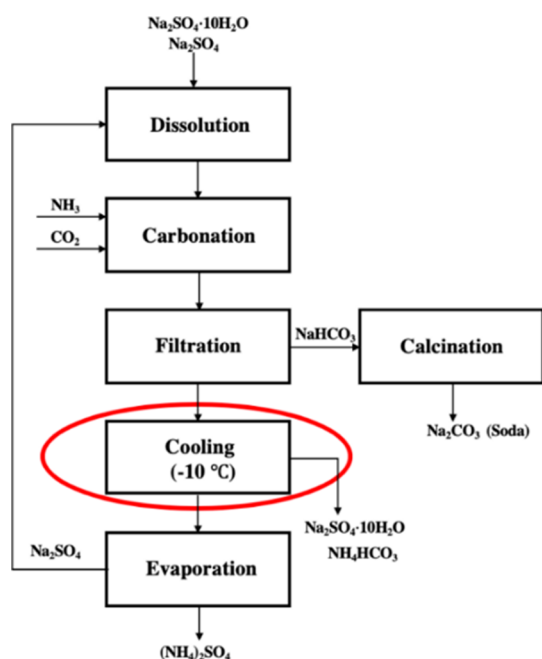 Na₂SO₄·10H₂O
Na₂SO₄
Dissolution
NH₃
CO₂
Carbonation
Filtration
NaHCO₃
Calcination
Na₂CO₃ (Soda)
Cooling
(-10 ℃)
Na₂SO₄·10H₂O
NH₄HCO₃
Na₂SO₄
Evaporation
(NH₄)₂SO₄